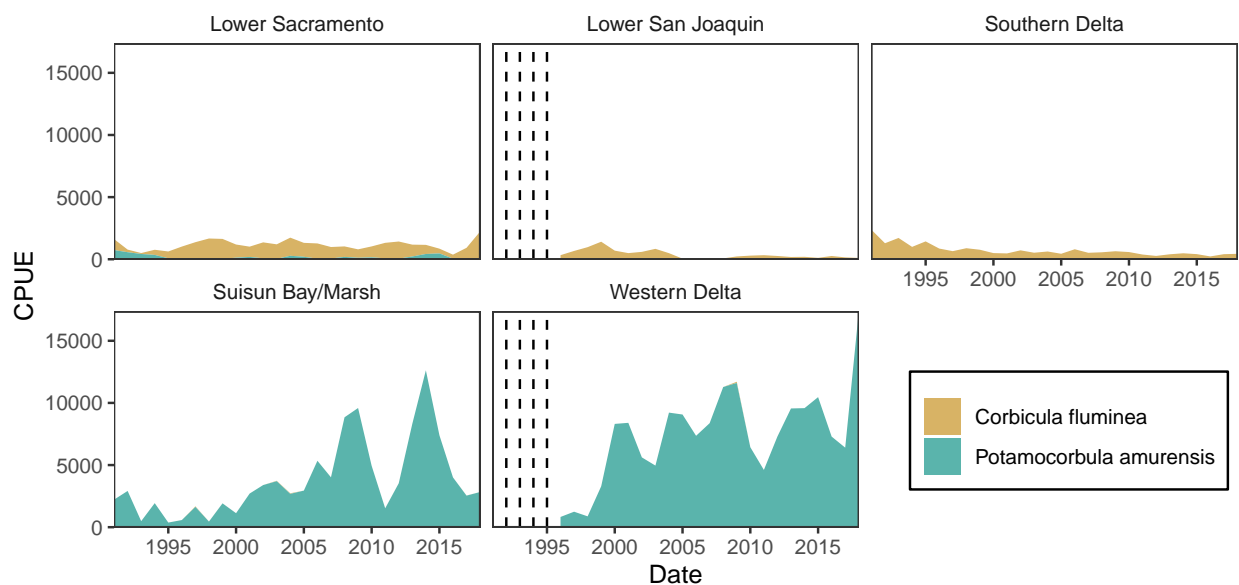 Lower Sacramento
Lower San Joaquin
Southern Delta
15000
10000
5000
0
1995 2000 2005 2010 2015
CPUE
Suisun Bay/Marsh
Western Delta
15000
10000
5000
0
1995 2000 2005 2010 2015
1995 2000 2005 2010 2015
Corbicula fluminea
Potamocorbula amurensis
Date